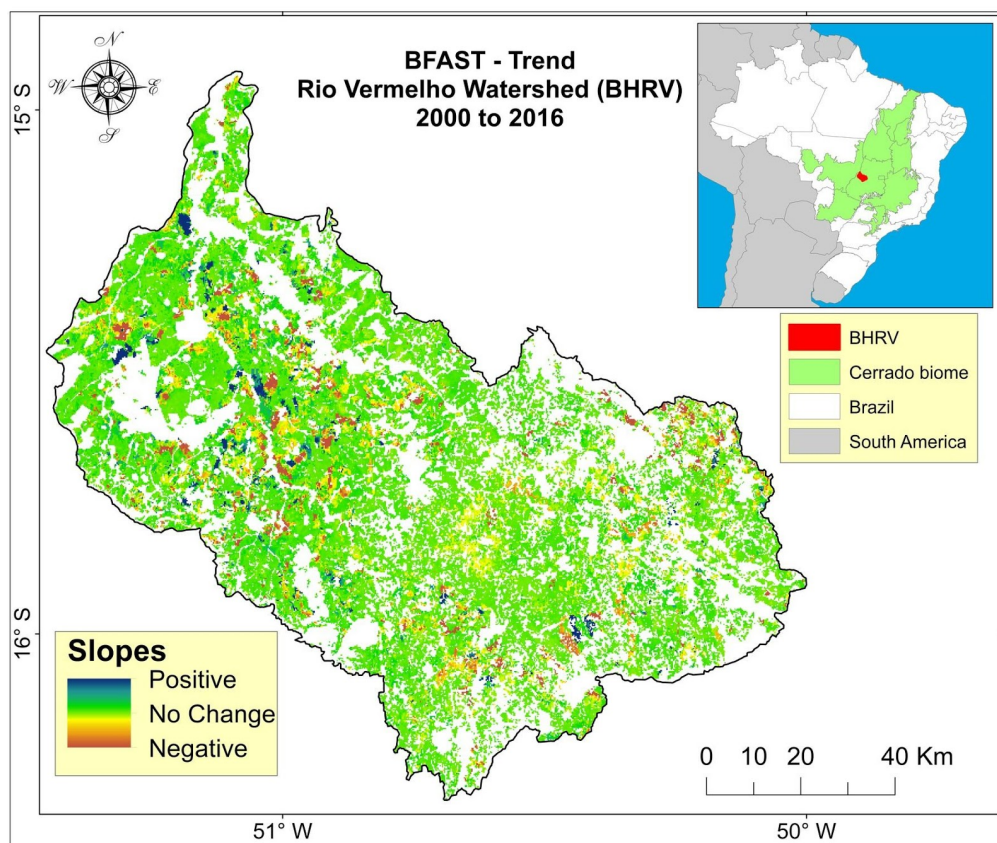 BFAST - Trend
Rio Vermelho Watershed (BHRV)
2000 to 2016
N
W
E
S
15° S
16° S
BHRV
Cerrado biome
Brazil
South America
Slopes
Positive
No Change
Negative
0 10 20 40 Km
51° W
50° W